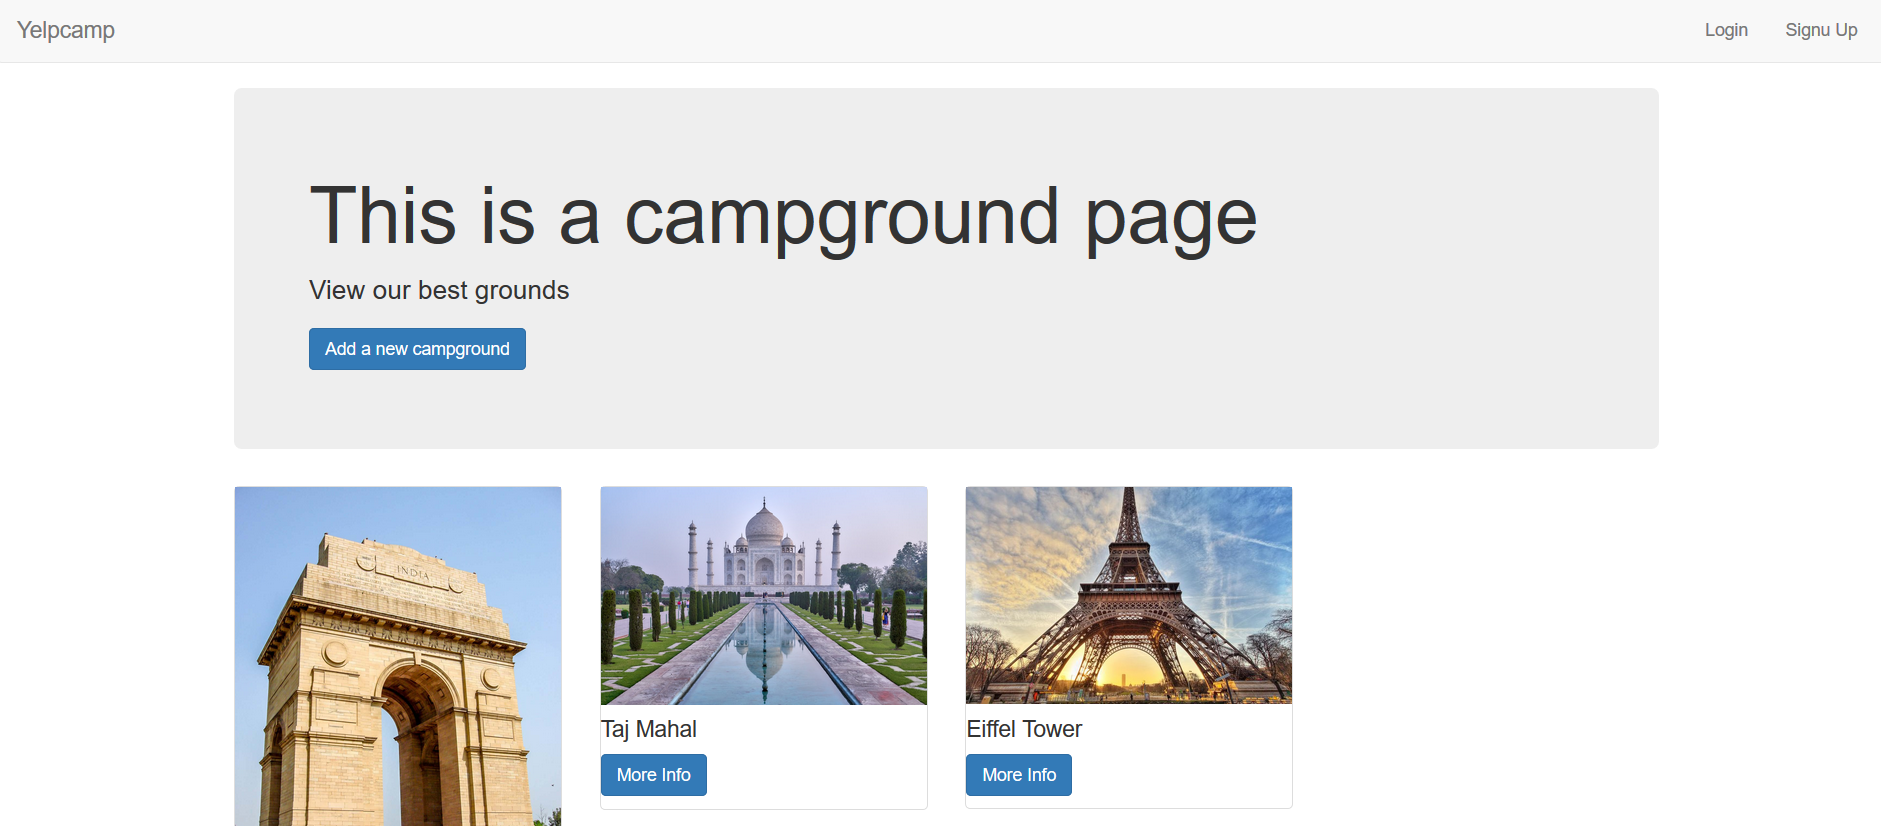 Yelpcamp
Login
Signu Up
This is a campground page
View our best grounds
Add a new campground
INDIA
Taj Mahal
Eiffel Tower
More Info
More Info